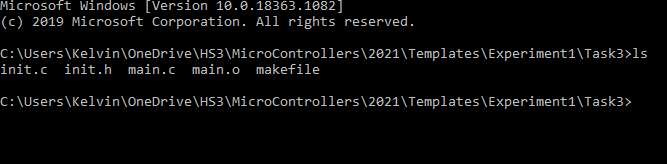 Microsoft Windows [Version 10.0.18363.1082]
(c) 2019 Microsoft Corporation. All rights reserved.
C:\Users\Kelvin\OneDrive\HS3\MicroControllers\2021\Templates\Experiment1\Task3>ls
init.c  init.h  main.c  main.o  makefile
C:\Users\Kelvin\OneDrive\HS3\MicroControllers\2021\Templates\Experiment1\Task3>